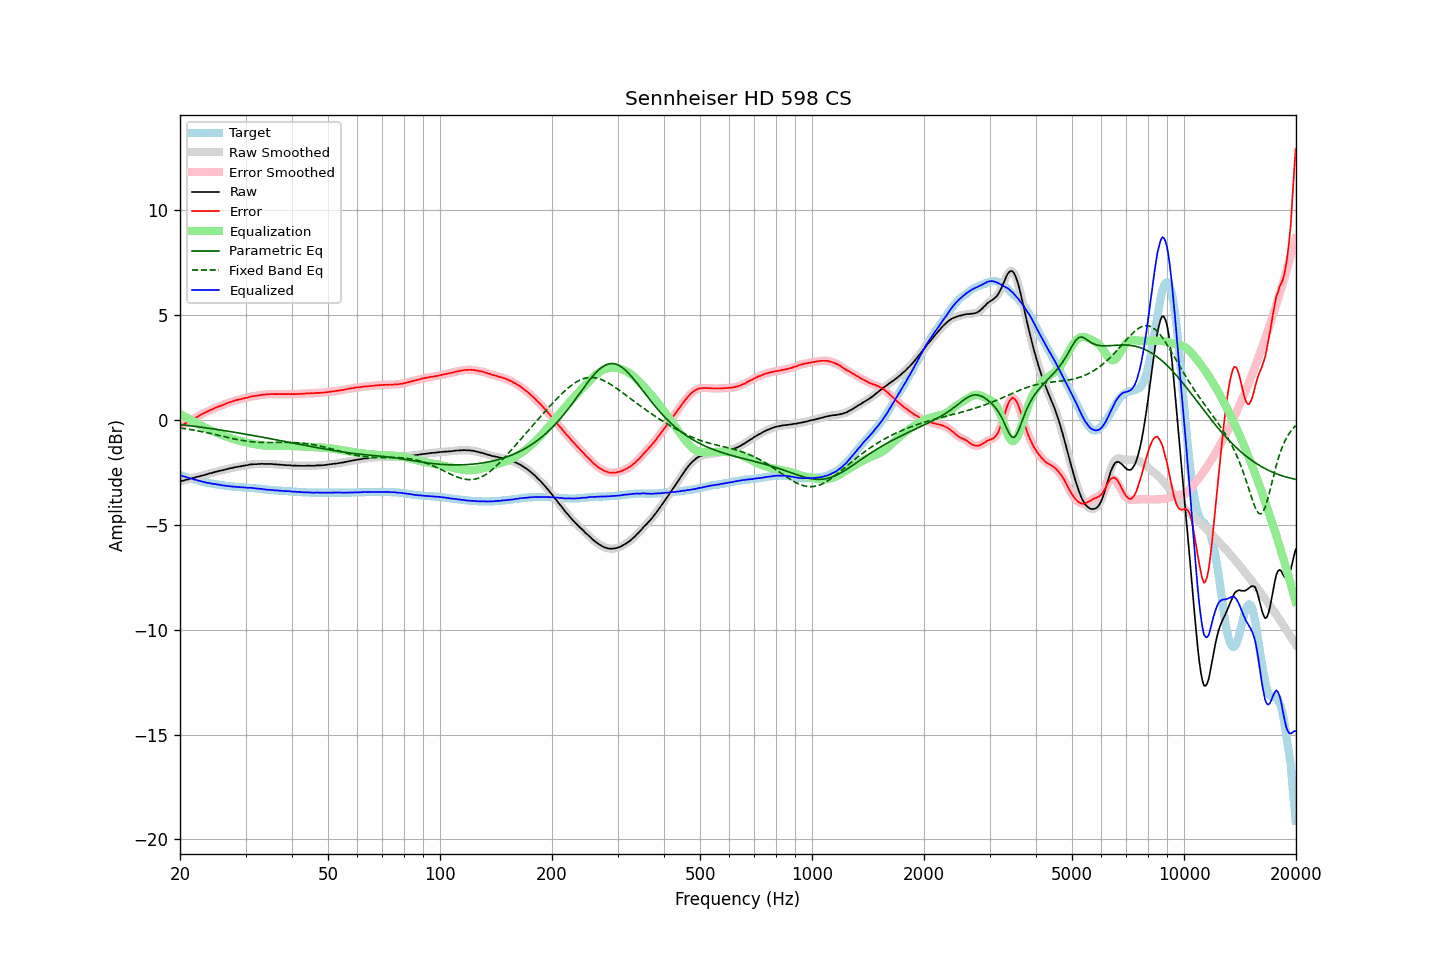 Sennheiser HD 598 CS
Target
Raw Smoothed
Error Smoothed
Raw
Error
Equalization
Parametric Eq
Fixed Band Eq
Equalized
Amplitude (dBr)
10
5
0
−5
−10
−15
−20
20 50 100 200 500 1000 2000 5000 10000 20000
Frequency (Hz)